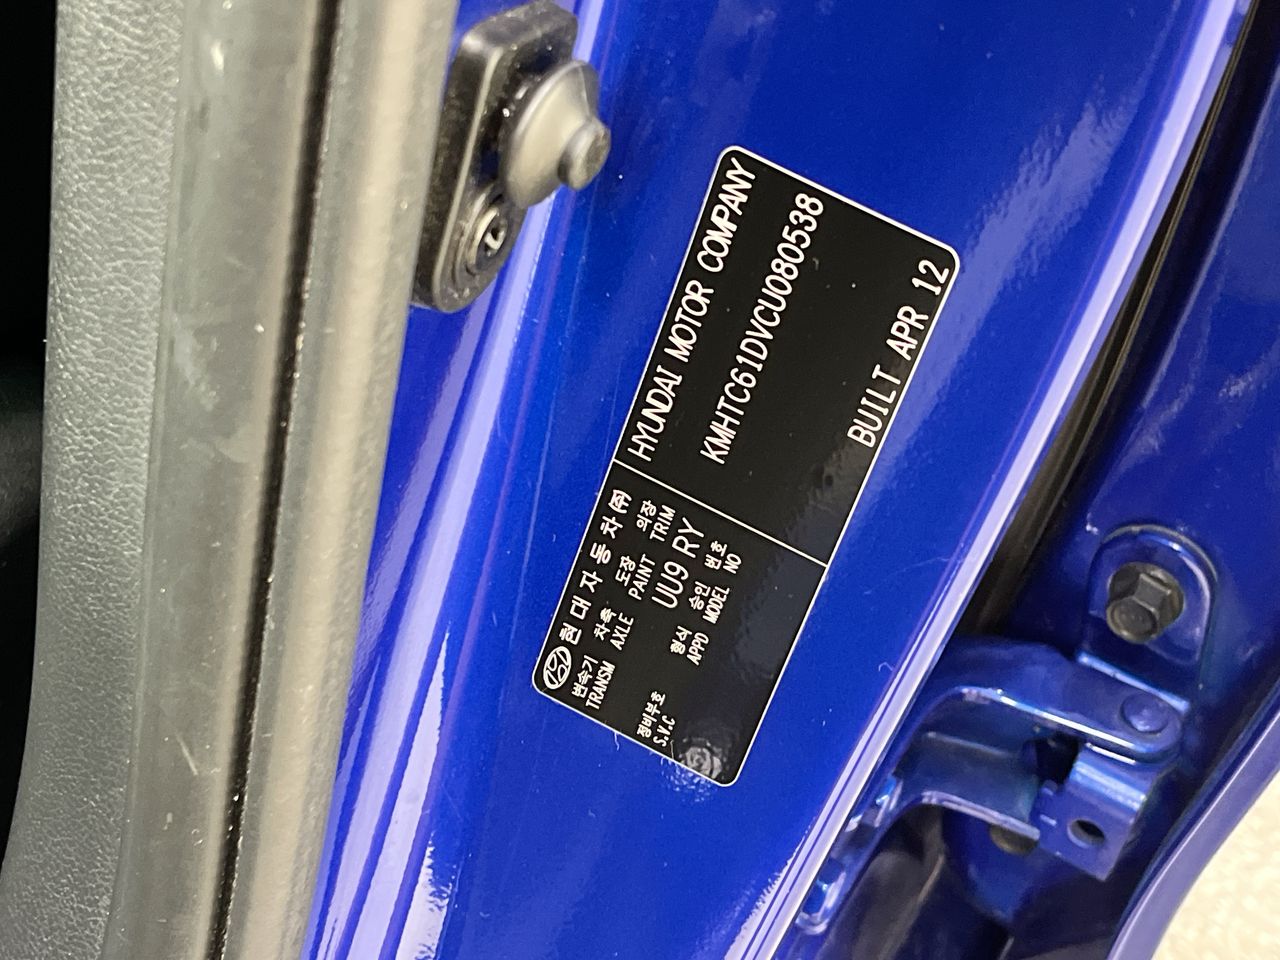 현대자동차(주) HYUNDAI MOTOR COMPANY
변속기 차축 도장 의장
TRANSM AXLE PAINT TRIM
UU9 RY
KMHTC61DVCU080538
정비부호 형식 승인 번호
S.V.C APPD MODEL NO
BUILT APR 12